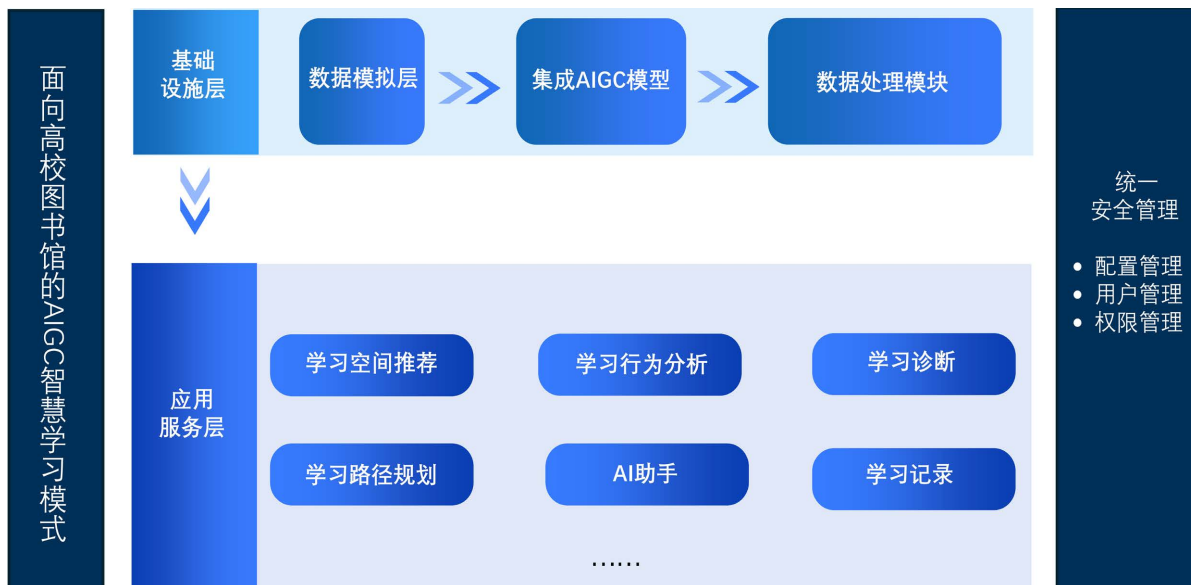 面向高校图书馆的AIGC智慧学习模式
基础
设施层
数据模拟层
集成AIGC模型
数据处理模块
应用
服务层
学习空间推荐
学习行为分析
学习诊断
学习路径规划
AI助手
学习记录
……
统一
安全管理
• 配置管理
• 用户管理
• 权限管理